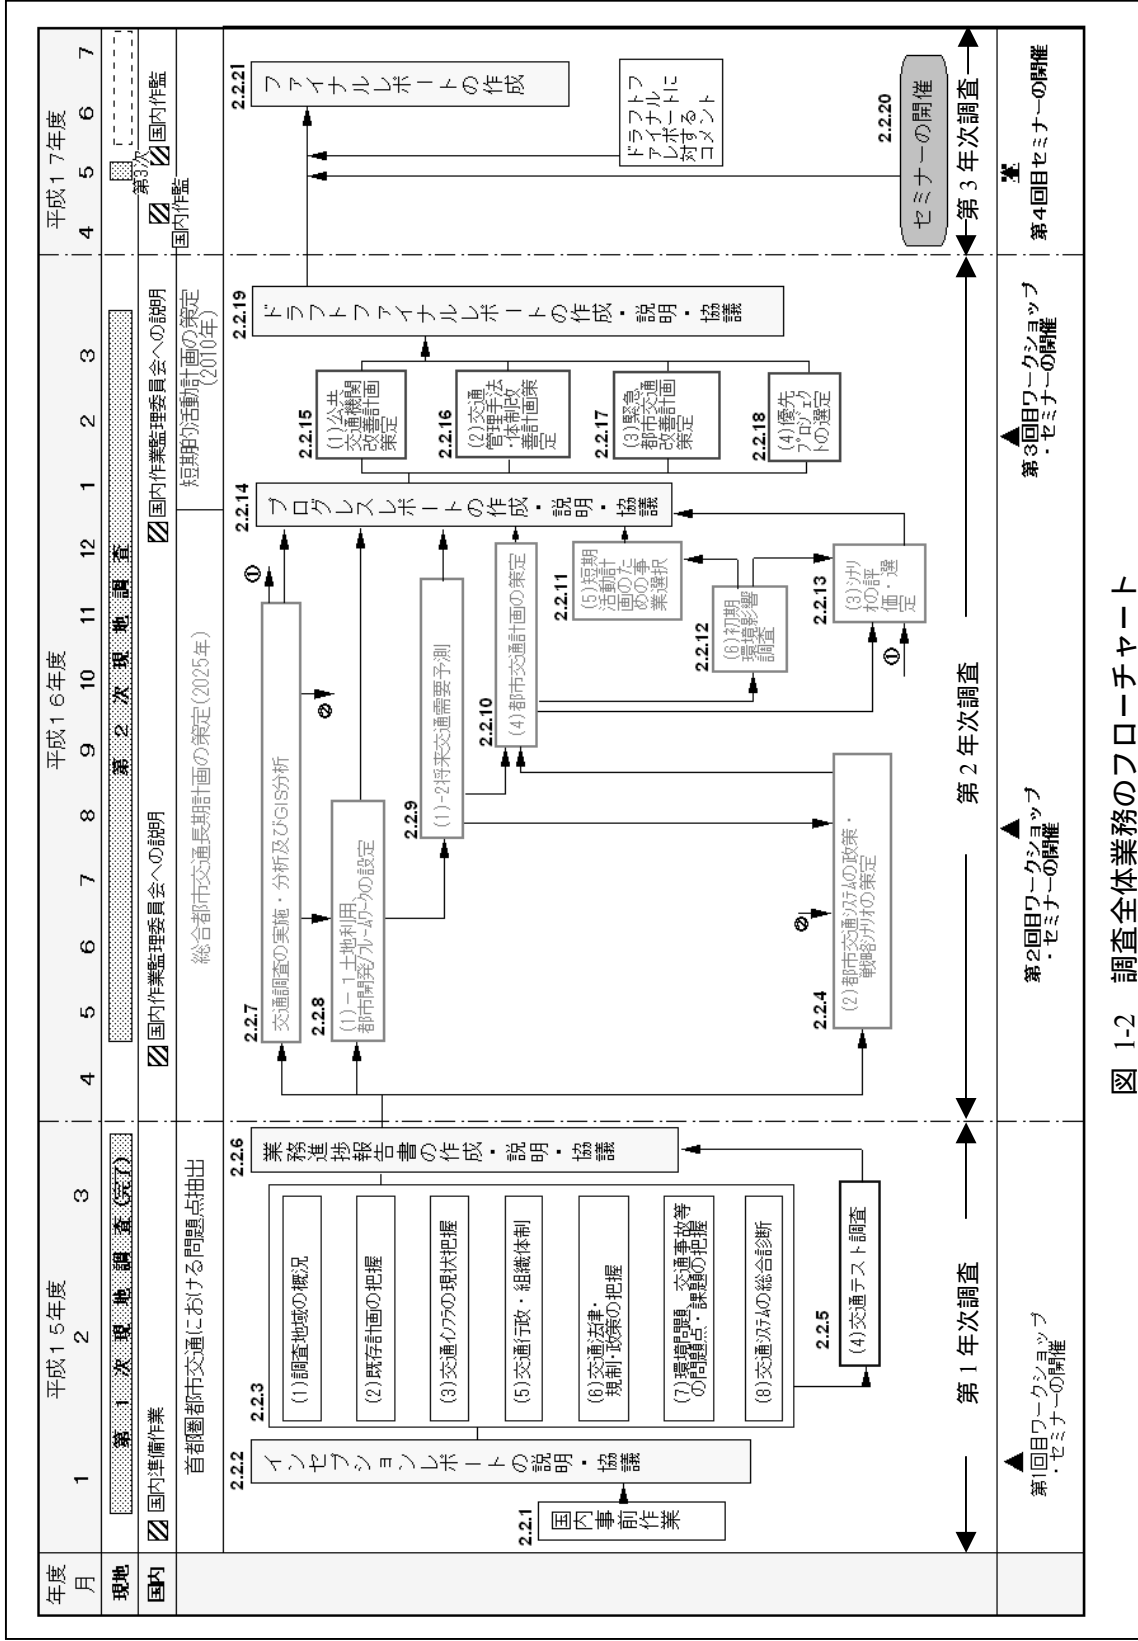 年度
平成15年度
平成16年度
平成17年度
月
1
2
3
4
5
6
7
8
9
10
11
12
1
2
3
4
5
6
7
現地
第 1 次 現 地 調 査 (完了)
第 2 次 現 地 調 査
第3次
国内
国内準備作業
国内作業監理委員会への説明
国内作業監理委員会への説明
国内作監
国内作監
首都圏都市交通における問題点抽出
総合都市交通長期計画の策定(2025年)
短期的活動計画の策定
(2010年)
2.2.1
国内事前作業
2.2.2
インセプションレポートの説明・協議
2.2.3
(1)調査地域の概況
(2)既存計画の把握
(3)交通インフラの現状把握
(5)交通行政・組織体制
(6)交通法律・
規制・政策の把握
(7)環境問題、交通事故等
の問題点・課題の把握
(8)交通システムの総合診断
2.2.5
(4)交通テスト調査
2.2.6
業務進捗報告書の作成・説明・協議
2.2.7
交通調査の実施・分析及びGIS分析
①
②
2.2.8
(1)-1土地利用、
都市開発フレームワークの設定
2.2.9
(1)-2将来交通需要予測
2.2.4
②
(2)都市交通システムの政策・
戦略シナリオの策定
2.2.10
(4)都市交通計画の策定
2.2.11
(5)短期
活動計
画のた
めの事
業選択
2.2.12
(6)初期
環境影響
調査
2.2.13
(3)シナリ
オの評
価・選
定
①
2.2.14
プログレスレポートの作成・説明・協議
2.2.15
(1)公共
交通機関
改善計画
策定
2.2.16
(2)交通
管理手法
・体制改
善計画策
定
2.2.17
(3)緊急
都市交通
改善計画
策定
2.2.18
(4)優先
プロジェク
トの選定
2.2.19
ドラフトファイナルレポートの作成・説明・協議
2.2.21
ファイナルレポートの作成
ドラフトフ
ァイナルレ
ポートに
対する
コメント
2.2.20
セミナーの開催
第1年次調査
第2年次調査
第3年次調査
第1回目ワークショップ
・セミナーの開催
第2回目ワークショップ
・セミナーの開催
第3回目ワークショップ
・セミナーの開催
第4回目セミナーの開催
図 1-2 調査全体業務のフローチャート